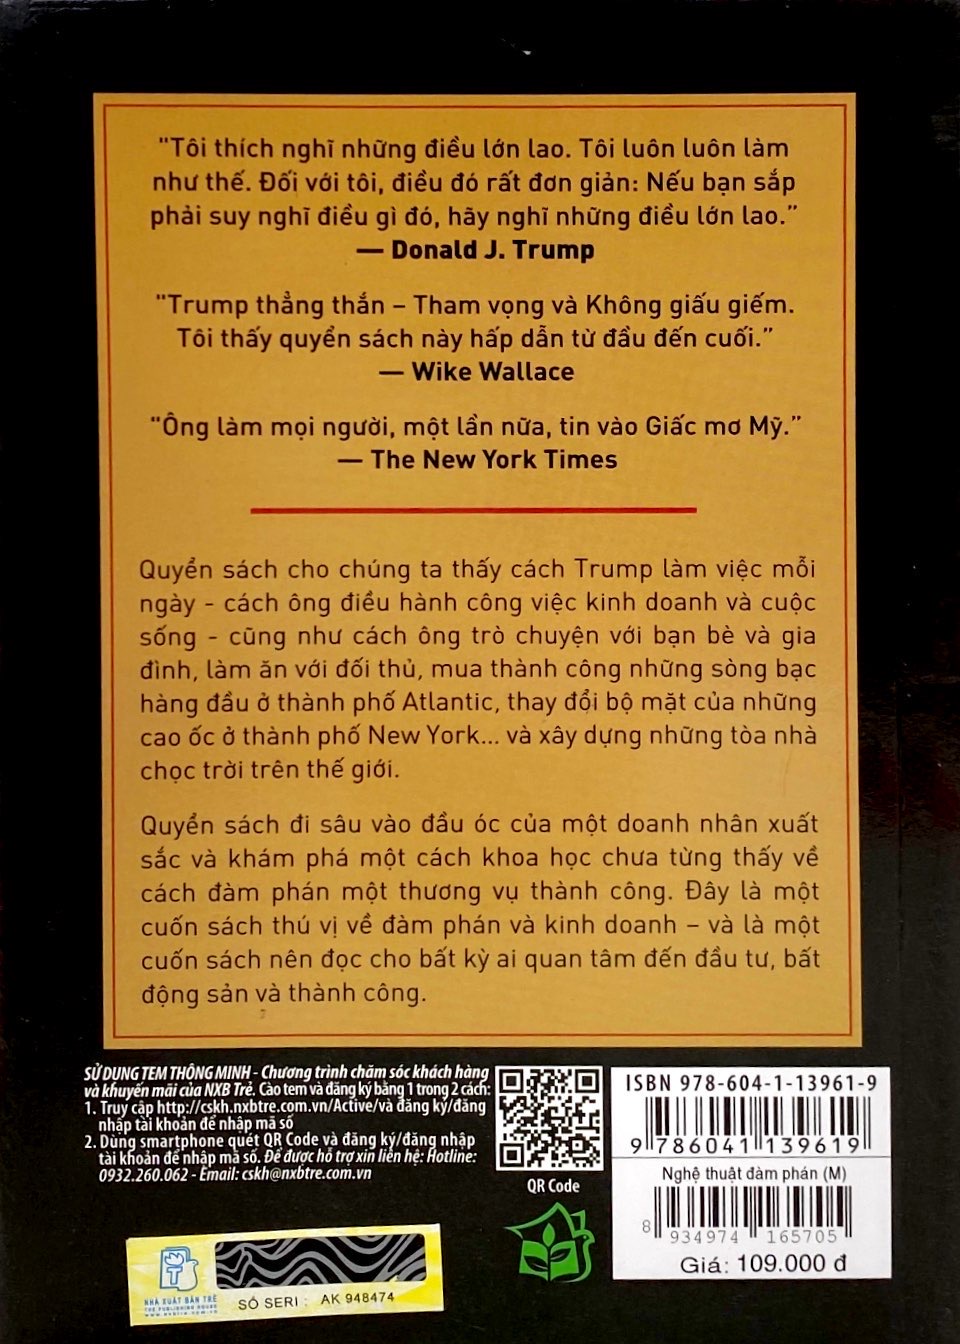 "Tôi thích nghĩ những điều lớn lao. Tôi luôn luôn làm
như thế. Đối với tôi, điều đó rất đơn giản: Nếu bạn sắp
phải suy nghĩ điều gì đó, hãy nghĩ những điều lớn lao."
— Donald J. Trump
"Trump thẳng thắn – Tham vọng và Không giấu giếm.
Tôi thấy quyển sách này hấp dẫn từ đầu đến cuối."
— Wike Wallace
"Ông làm mọi người, một lần nữa, tin vào Giấc mơ Mỹ."
— The New York Times
Quyển sách cho chúng ta thấy cách Trump làm việc mỗi
ngày - cách ông điều hành công việc kinh doanh và cuộc
sống - cũng như cách ông trò chuyện với bạn bè và gia
đình, làm ăn với đối thủ, mua thành công những sòng bạc
hàng đầu ở thành phố Atlantic, thay đổi bộ mặt của những
cao ốc ở thành phố New York... và xây dựng những tòa nhà
chọc trời trên thế giới.
Quyển sách đi sâu vào đầu óc của một doanh nhân xuất
sắc và khám phá một cách khoa học chưa từng thấy về
cách đàm phán một thương vụ thành công. Đây là một
cuốn sách thú vị về đàm phán và kinh doanh – và là một
cuốn sách nên đọc cho bất kỳ ai quan tâm đến đầu tư, bất
động sản và thành công.
SỬ DỤNG TEM THÔNG MINH - Chương trình chăm sóc khách hàng
và khuyến mãi của NXB Trẻ. Cào tem và đăng ký bằng 1 trong 2 cách:
1. Truy cập http://cskh.nxbtre.com.vn/Active/và đăng ký/đăng
nhập tài khoản để nhập mã số
2. Dùng smartphone quét QR Code và đăng ký/đăng nhập
tài khoản để nhập mã số. Để được hỗ trợ xin liên hệ: Hotline:
0932.260.062 - Email: cskh@nxbtre.com.vn
QR Code
ISBN 978-604-1-13961-9
9 786041 139619
Nghệ thuật đàm phán (M)
8 934974 165705
Giá: 109.000 đ
NHÀ XUẤT BẢN TRẺ
THE PUBLISHING HOUSE
www.nxbtre.com.vn
SỐ SERI : AK 948474